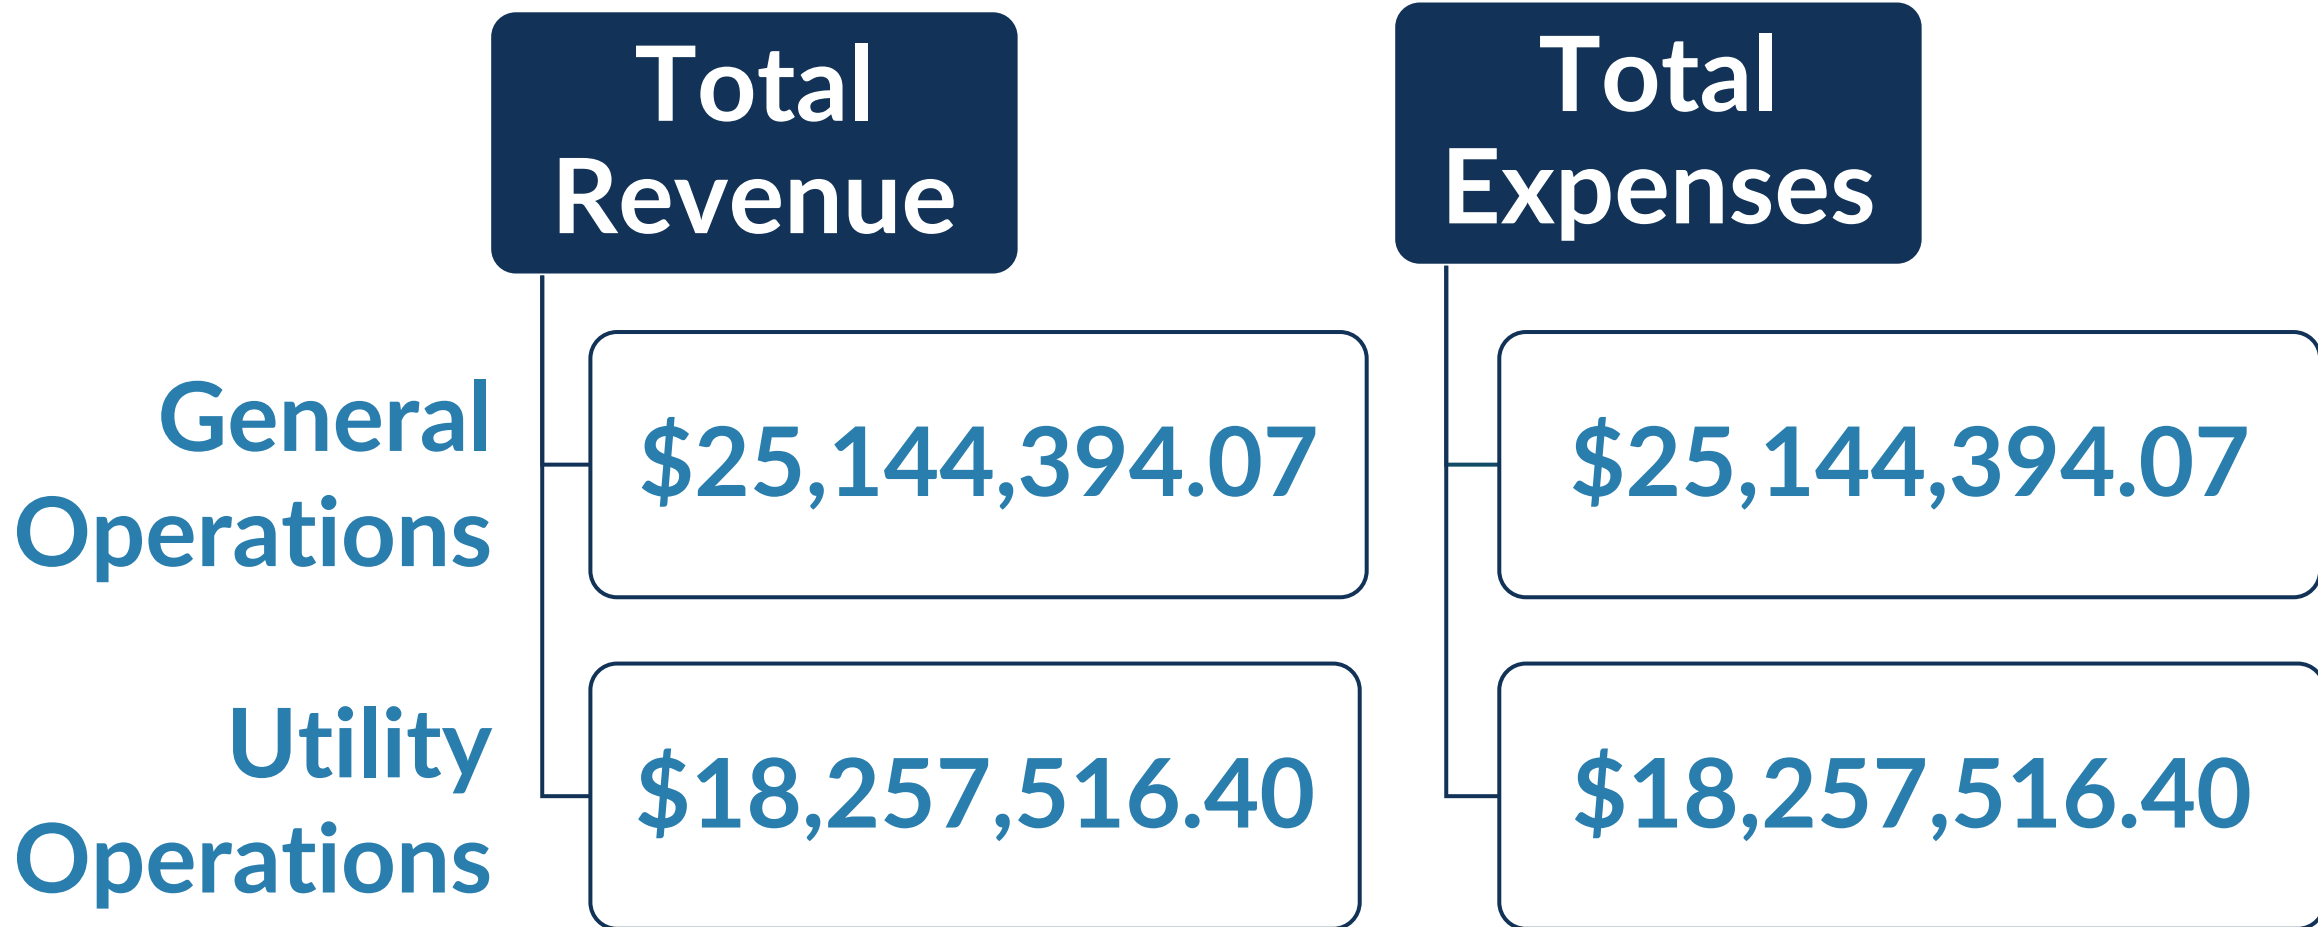 Total
Revenue
Total
Expenses
General
Operations
$25,144,394.07
$25,144,394.07
Utility
Operations
$18,257,516.40
$18,257,516.40